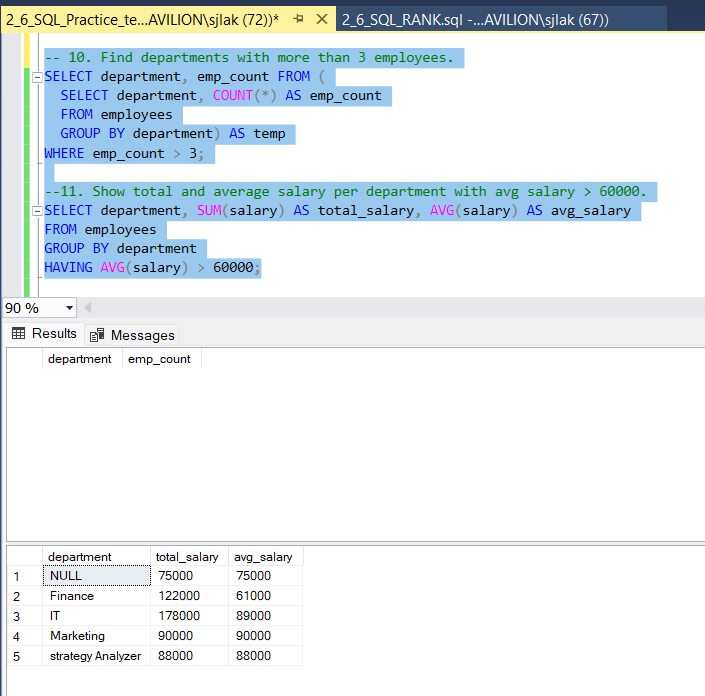 2_6_SQL_Practice_te...AVILION\sjlak (72))* 2_6_SQL_RANK.sql -...AVILION\sjlak (67))
-- 10. Find departments with more than 3 employees.
SELECT department, emp_count FROM (
SELECT department, COUNT(*) AS emp_count
FROM employees
GROUP BY department) AS temp
WHERE emp_count > 3;
--11. Show total and average salary per department with avg salary > 60000.
SELECT department, SUM(salary) AS total_salary, AVG(salary) AS avg_salary
FROM employees
GROUP BY department
HAVING AVG(salary) > 60000;
90 %
Results Messages
department emp_count
department total_salary avg_salary
1 NULL 75000 75000
2 Finance 122000 61000
3 IT 178000 89000
4 Marketing 90000 90000
5 strategy Analyzer 88000 88000